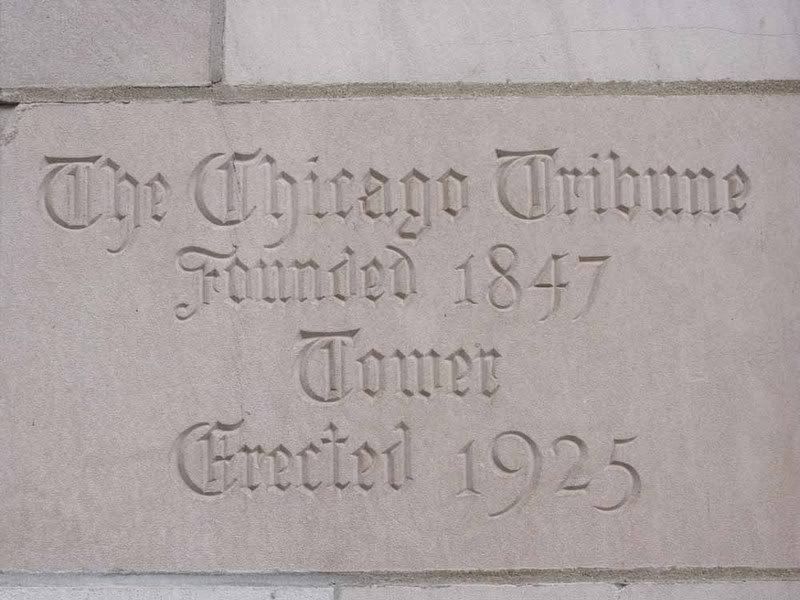 The Chicago Tribune
Founded 1847
Tower
Erected 1925